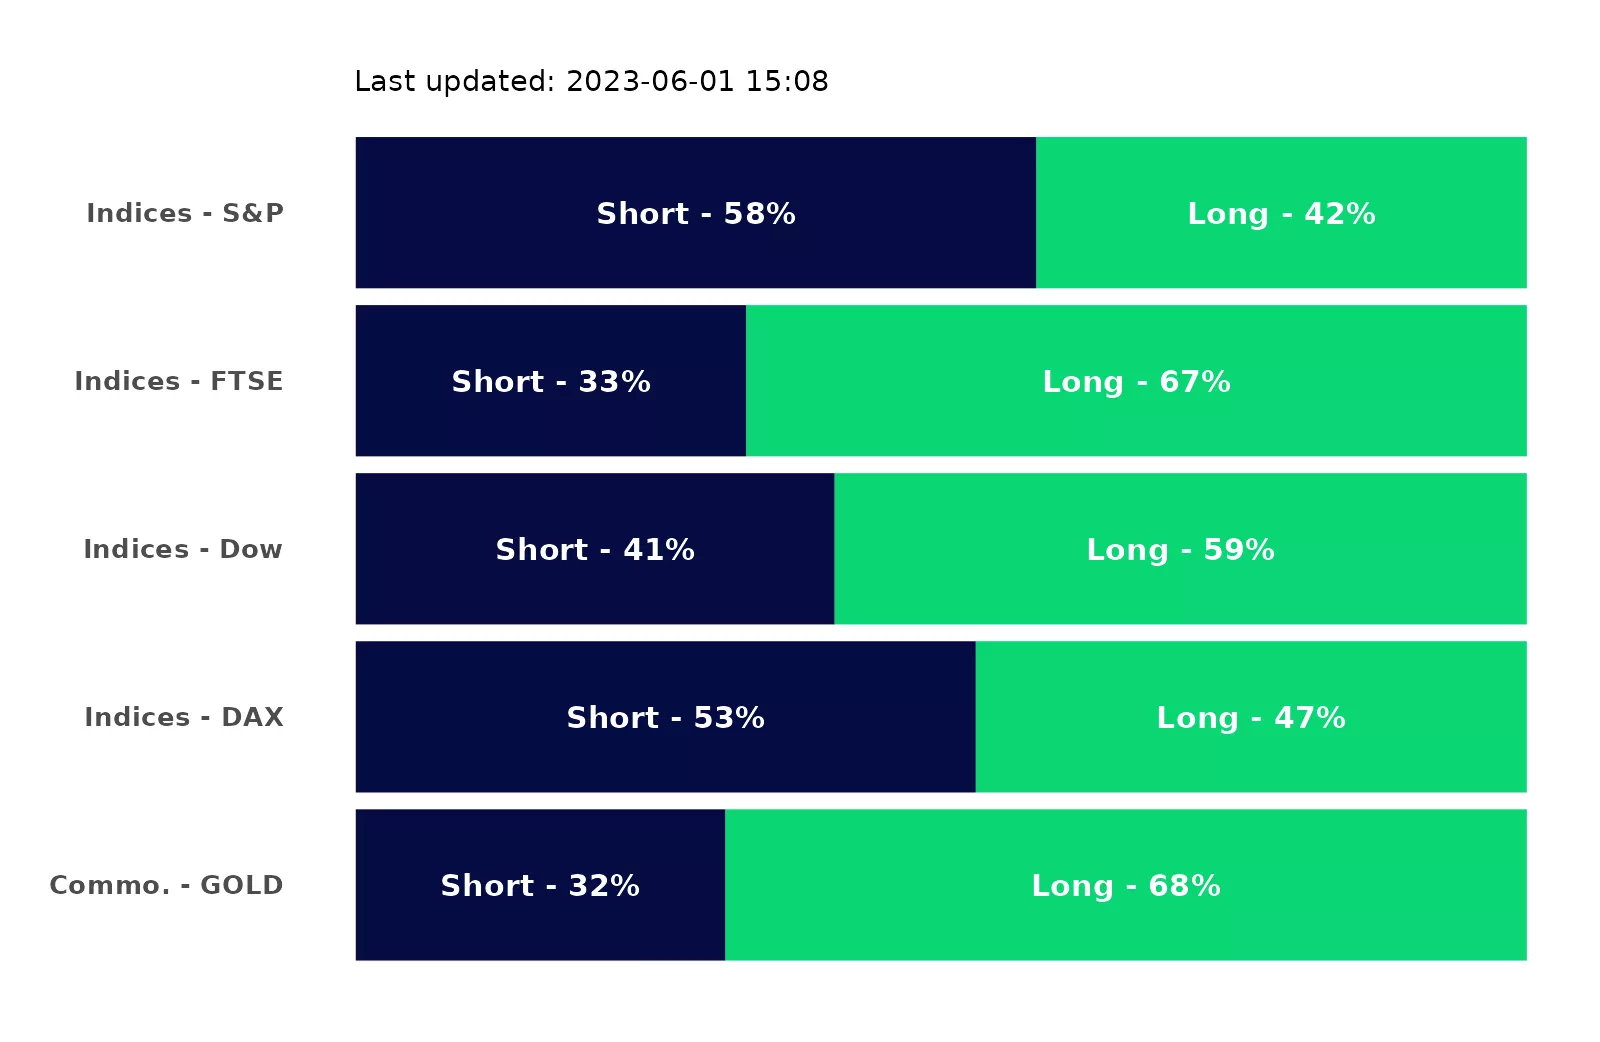 Last updated: 2023-06-01 15:08
Indices - S&P Short - 58% Long - 42%
Indices - FTSE Short - 33% Long - 67%
Indices - Dow Short - 41% Long - 59%
Indices - DAX Short - 53% Long - 47%
Commo. - GOLD Short - 32% Long - 68%